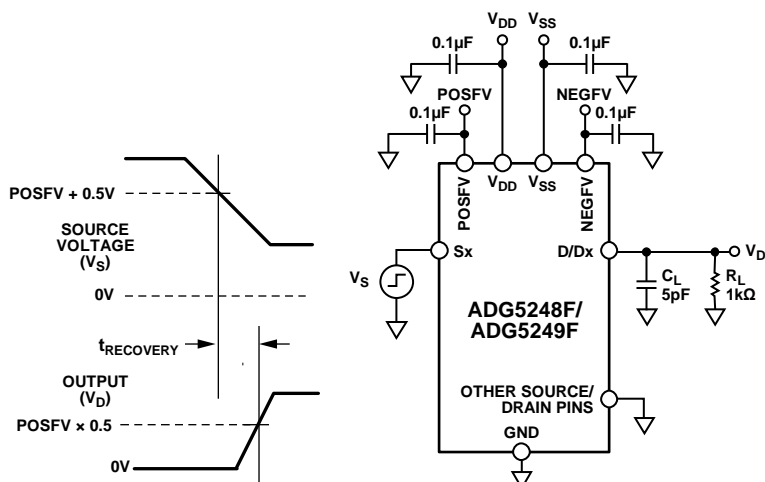 POSFV + 0.5V
SOURCE
VOLTAGE
(VS)
0V
tRECOVERY
OUTPUT
(VD)
POSFV × 0.5
0V
VDD
VSS
0.1µF
0.1µF
POSFV
NEGFV
0.1µF
0.1µF
POSFV
VDD
VSS
NEGFV
VS
Sx
D/Dx
VD
CL
5pF
RL
1kΩ
ADG5248F/
ADG5249F
OTHER SOURCE/
DRAIN PINS
GND